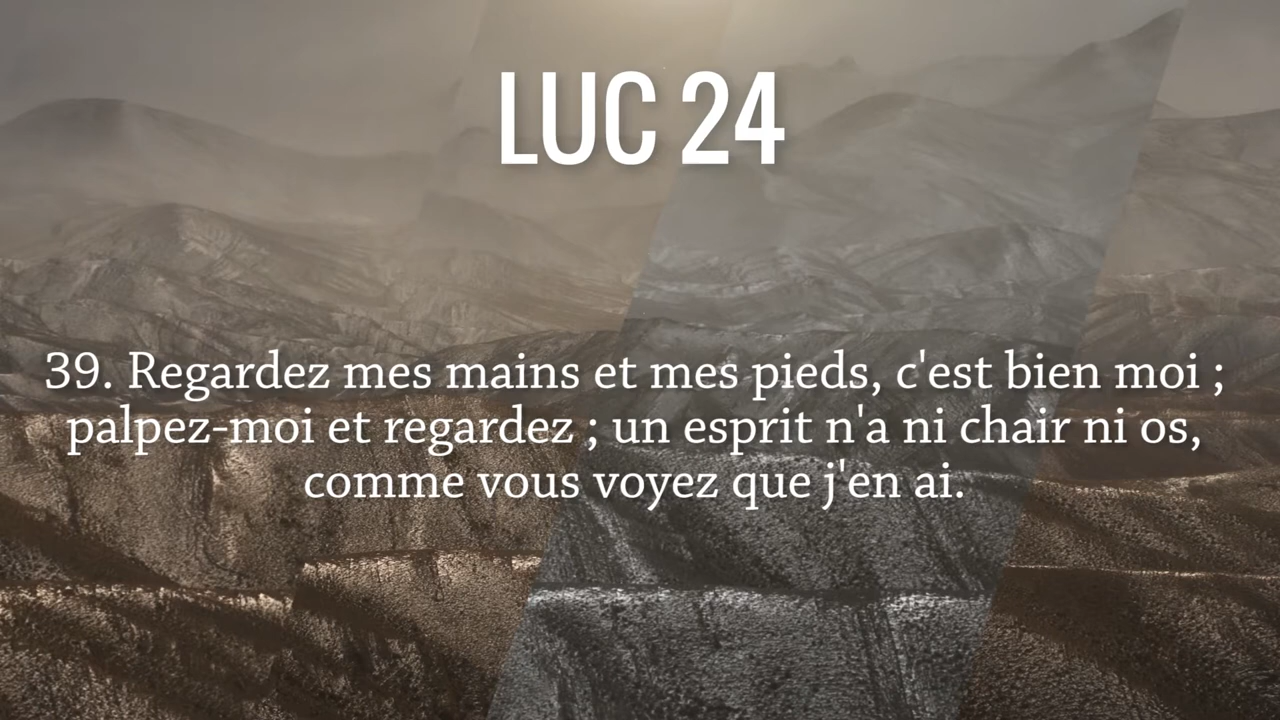 LUC 24
39. Regardez mes mains et mes pieds, c'est bien moi ;
palpez-moi et regardez ; un esprit n'a ni chair ni os,
comme vous voyez que j'en ai.